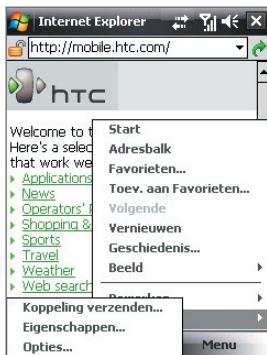 Internet Explorer
http://mobile.htc.com/
htc
Welcome to t
Here's a selec
that work we
Applications
News
Operators'
Shopping &
Sports
Travel
Weather
Web search
Start
Adresbalk
Favorieten...
Toev. aan Favorieten...
Volgende
Vernieuwen
Geschiedenis...
Beeld
Koppeling verzenden...
Eigenschappen...
Opties...
Menu